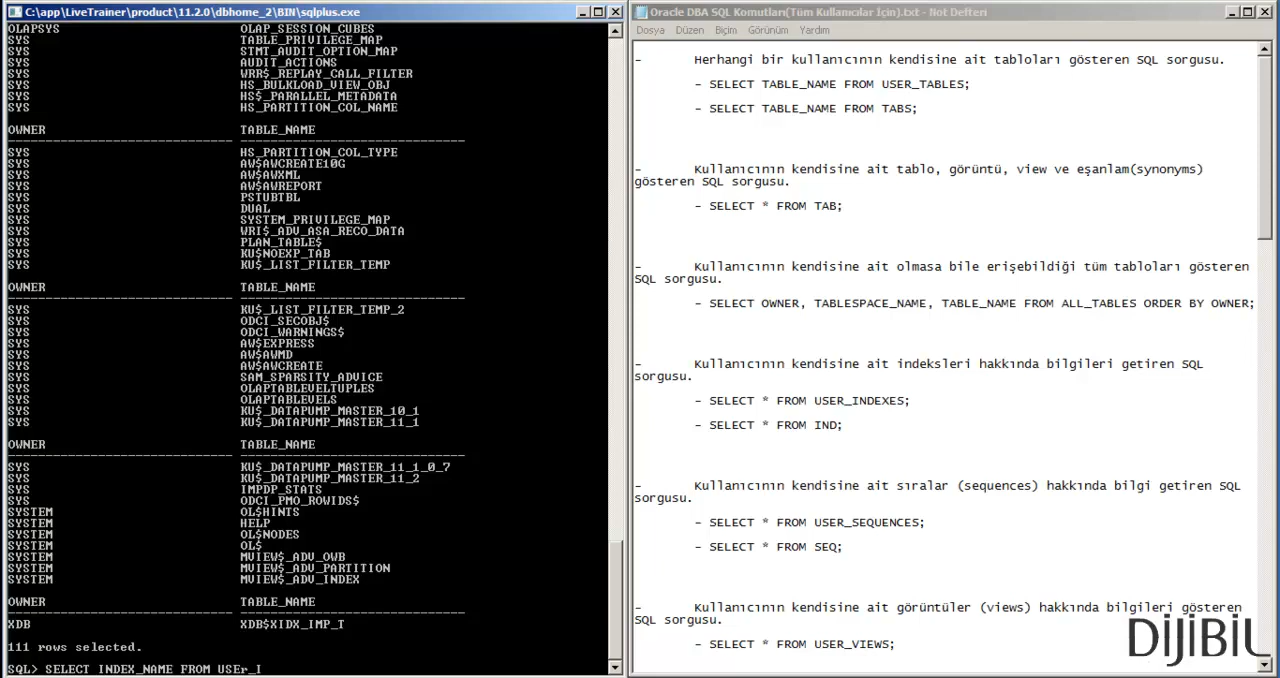 C:\app\LiveTrainer\product\11.2.0\dbhome_2\BIN\sqlplus.exe
OLAPSYS OLAP_SESSION_CUBES
SYS TABLE_PRIVILEGE_MAP
SYS STMT_AUDIT_OPTION_MAP
SYS AUDIT_ACTIONS
SYS WRR$_REPLAY_CALL_FILTER
SYS HS_BULKLOAD_VIEW_OBJ
SYS HS$_PARALLEL_METADATA
SYS HS_PARTITION_COL_NAME
OWNER TABLE_NAME
SYS HS_PARTITION_COL_TYPE
SYS AW$AWCREATE10G
SYS AW$AWXML
SYS AW$AWREPORT
SYS PSTUBTBL
SYS DUAL
SYS SYSTEM_PRIVILEGE_MAP
SYS WRI$_ADV_ASA_RECO_DATA
SYS PLAN_TABLE$
SYS KU$NOEXP_TAB
SYS KU$_LIST_FILTER_TEMP
OWNER TABLE_NAME
SYS KU$_LIST_FILTER_TEMP_2
SYS ODCI_SECOBJ$
SYS ODCI_WARNINGS$
SYS AW$EXPRESS
SYS AW$AWMD
SYS AW$AWCREATE
SYS SAM_SPARSITY_ADVICE
SYS OLAPTABLEVELTUPLES
SYS OLAPTABLEVELS
SYS KU$_DATAPUMP_MASTER_10_1
SYS KU$_DATAPUMP_MASTER_11_1
OWNER TABLE_NAME
SYS KU$_DATAPUMP_MASTER_11_1_0_7
SYS KU$_DATAPUMP_MASTER_11_2
SYS IMPDP_STATS
SYS ODCI_PMO_ROWIDS$
SYSTEM OL$HINTS
SYSTEM HELP
SYSTEM OL$NODES
SYSTEM OL$
SYSTEM MVIEW$_ADV_OWB
SYSTEM MVIEW$_ADV_PARTITION
SYSTEM MVIEW$_ADV_INDEX
OWNER TABLE_NAME
XDB XDB$XIDX_IMP_T
111 rows selected.
SQL> SELECT INDEX_NAME FROM USEr_I
Oracle DBA SQL Komutları(Tüm Kullanıcılar İçin).txt - Not Defteri
Dosya Düzen Biçim Görünüm Yardım
- Herhangi bir kullanıcının kendisine ait tabloları gösteren SQL sorgusu.
- SELECT TABLE_NAME FROM USER_TABLES;
- SELECT TABLE_NAME FROM TABS;
- Kullanıcının kendisine ait tablo, görüntü, view ve eşanlam(synonyms)
gösteren SQL sorgusu.
- SELECT * FROM TAB;
- Kullanıcının kendisine ait olmasa bile erişebildiği tüm tabloları gösteren
SQL sorgusu.
- SELECT OWNER, TABLESPACE_NAME, TABLE_NAME FROM ALL_TABLES ORDER BY OWNER;
- Kullanıcının kendisine ait indeksleri hakkında bilgileri getiren SQL
sorgusu.
- SELECT * FROM USER_INDEXES;
- SELECT * FROM IND;
- Kullanıcının kendisine ait sıralar (sequences) hakkında bilgi getiren SQL
sorgusu.
- SELECT * FROM USER_SEQUENCES;
- SELECT * FROM SEQ;
- Kullanıcının kendisine ait görüntüler (views) hakkında bilgileri gösteren
SQL sorgusu.
- SELECT * FROM USER_VIEWS;
DİJİBİL